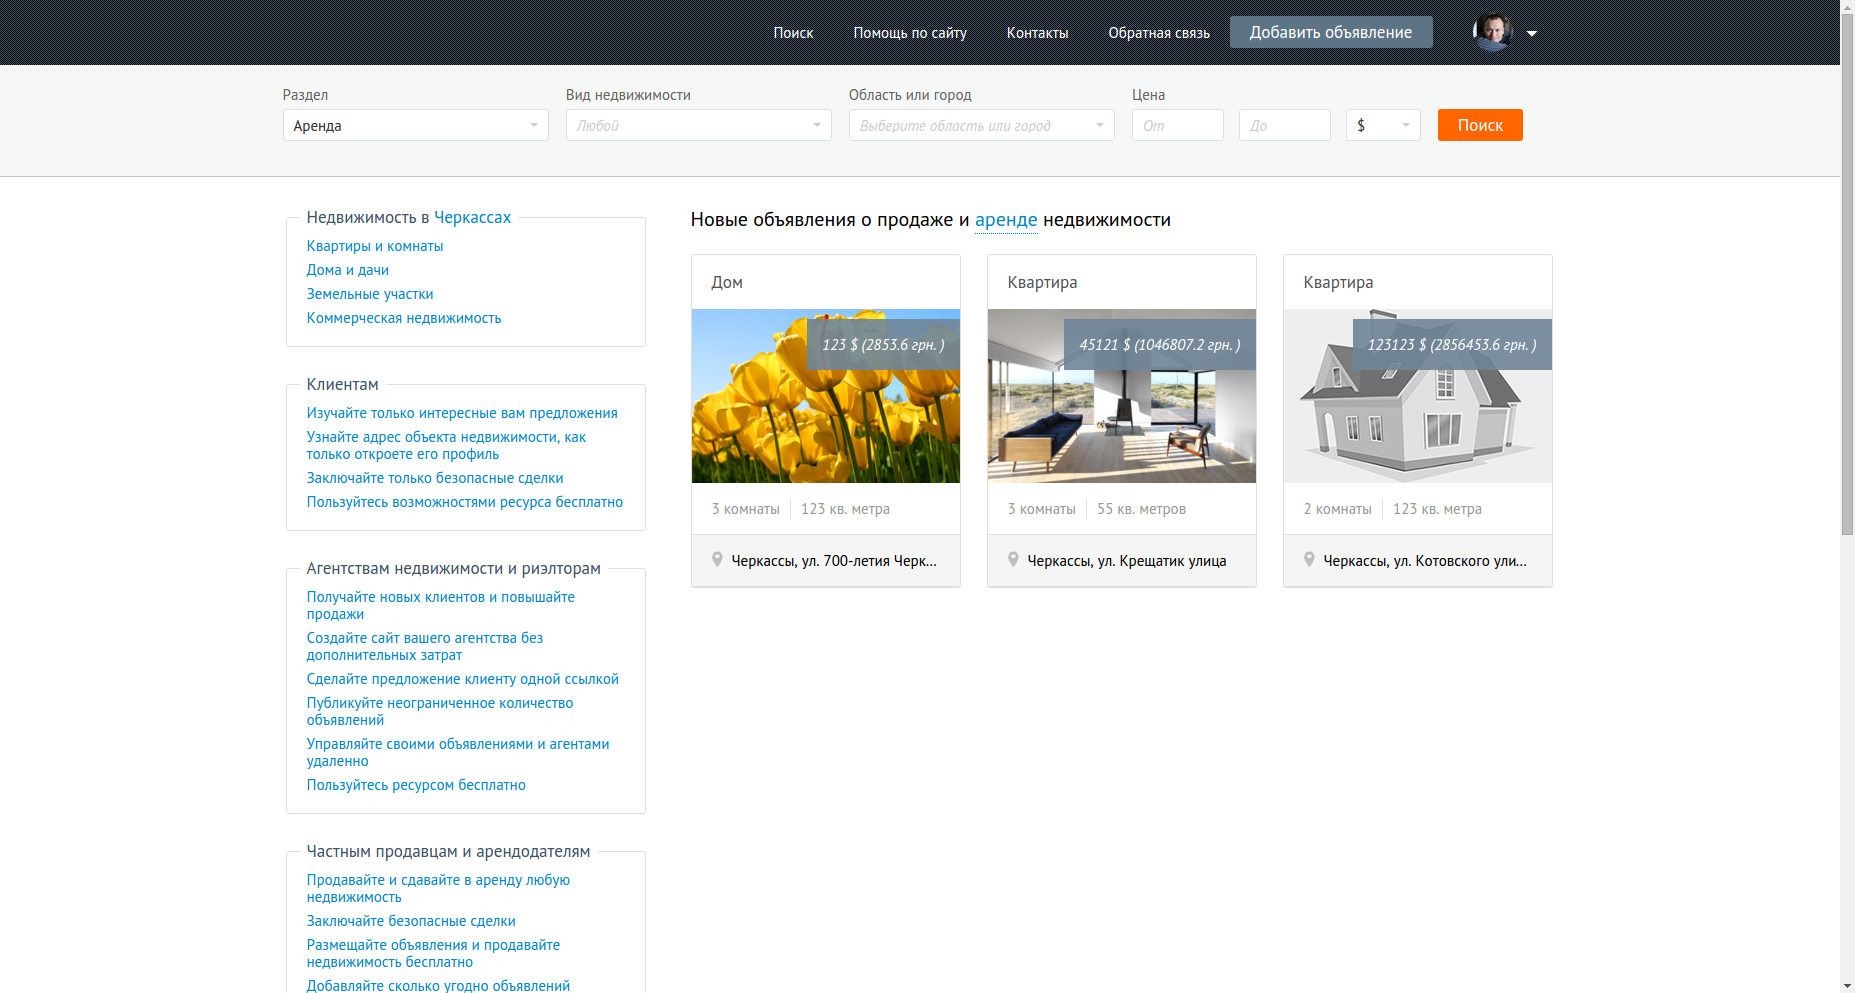 Поиск
Помощь по сайту
Контакты
Обратная связь
Добавить объявление
Раздел
Вид недвижимости
Область или город
Цена
Аренда
Любой
Выберите область или город
От
До
$
Поиск
Недвижимость в Черкассах
Квартиры и комнаты
Дома и дачи
Земельные участки
Коммерческая недвижимость
Клиентам
Изучайте только интересные вам предложения
Узнайте адрес объекта недвижимости, как
только откроете его профиль
Заключайте только безопасные сделки
Пользуйтесь возможностями ресурса бесплатно
Агентствам недвижимости и риэлторам
Получайте новых клиентов и повышайте
продажи
Создайте сайт вашего агентства без
дополнительных затрат
Сделайте предложение клиенту одной ссылкой
Публикуйте неограниченное количество
объявлений
Управляйте своими объявлениями и агентами
удаленно
Пользуйтесь ресурсом бесплатно
Частным продавцам и арендодателям
Продавайте и сдавайте в аренду любую
недвижимость
Заключайте безопасные сделки
Размещайте объявления и продавайте
недвижимость бесплатно
Добавляйте сколько угодно объявлений
Новые объявления о продаже и аренде недвижимости
Дом
123 $ (2853.6 грн. )
3 комнаты
123 кв. метра
Черкассы, ул. 700-летия Черк...
Квартира
45121 $ (1046807.2 грн. )
3 комнаты
55 кв. метров
Черкассы, ул. Крещатик улица
Квартира
123123 $ (2856453.6 грн. )
2 комнаты
123 кв. метра
Черкассы, ул. Котовского ули...